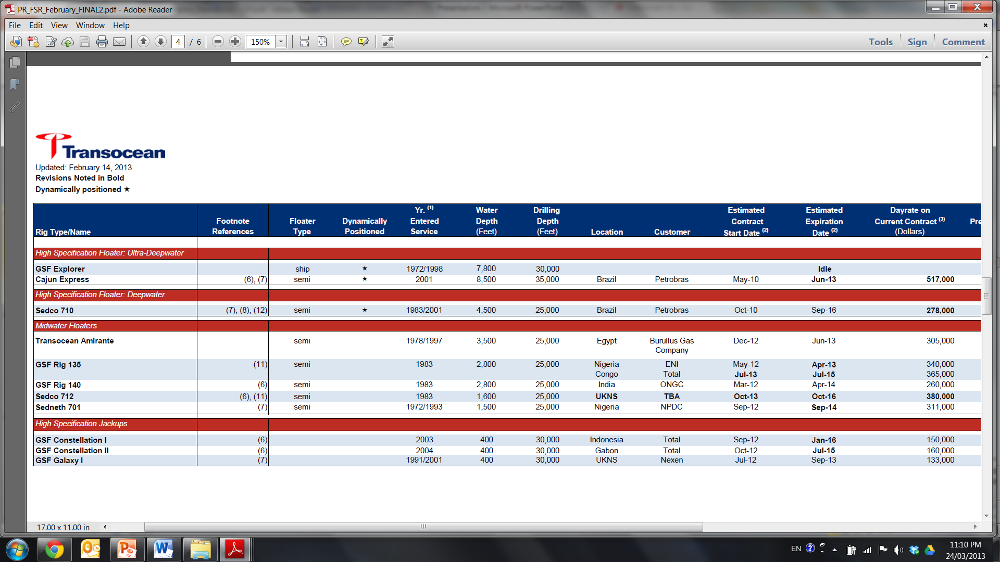 PR_FSR_February_FINAL2.pdf - Adobe Reader
File Edit View Window Help
4 / 6 150% Tools Sign Comment
Transocean
Updated: February 14, 2013
Revisions Noted in Bold
Dynamically positioned ★
Rig Type/Name Footnote References Floater Type Dynamically Positioned Yr. (1) Entered Service Water Depth (Feet) Drilling Depth (Feet) Location Customer Estimated Contract Start Date (2) Estimated Expiration Date (2) Dayrate on Current Contract (3) (Dollars) Pre
High Specification Floater: Ultra-Deepwater
GSF Explorer ship ★ 1972/1998 7,800 30,000 Idle
Cajun Express (6), (7) semi ★ 2001 8,500 35,000 Brazil Petrobras May-10 Jun-13 517,000
High Specification Floater: Deepwater
Sedco 710 (7), (8), (12) semi ★ 1983/2001 4,500 25,000 Brazil Petrobras Oct-10 Sep-16 278,000
Midwater Floaters
Transocean Amirante semi 1978/1997 3,500 25,000 Egypt Burullus Gas Company Dec-12 Jun-13 305,000
GSF Rig 135 (11) semi 1983 2,800 25,000 Nigeria ENI May-12 Apr-13 340,000
Congo Total Jul-13 Jul-15 365,000
GSF Rig 140 (6) semi 1983 2,800 25,000 India ONGC Mar-12 Apr-14 260,000
Sedco 712 (6), (11) semi 1983 1,600 25,000 UKNS TBA Oct-13 Oct-16 380,000
Sedneth 701 (7) semi 1972/1993 1,500 25,000 Nigeria NPDC Sep-12 Sep-14 311,000
High Specification Jackups
GSF Constellation I (6) 2003 400 30,000 Indonesia Total Sep-12 Jan-16 150,000
GSF Constellation II (6) 2004 400 30,000 Gabon Total Oct-12 Jul-15 160,000
GSF Galaxy I (7) 1991/2001 400 30,000 UKNS Nexen Jul-12 Sep-13 133,000
17.00 x 11.00 in
EN 11:10 PM
24/03/2013